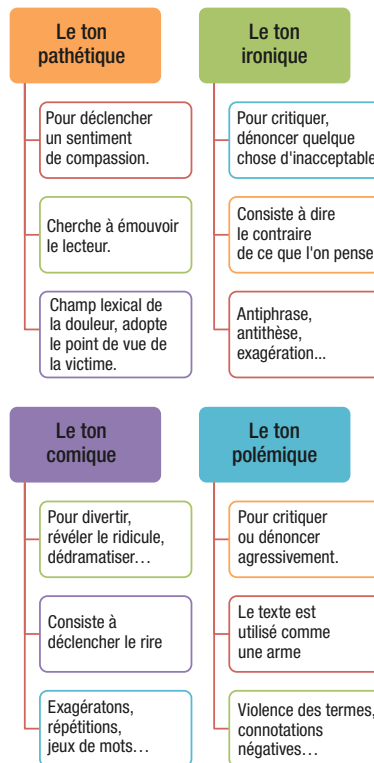 Le ton
pathétique
Pour déclencher
un sentiment
de compassion.
Cherche à émouvoir
le lecteur.
Champ lexical de
la douleur, adopte
le point de vue de
la victime.
Le ton
ironique
Pour critiquer,
dénoncer quelque
chose d'inacceptable
Consiste à dire
le contraire
de ce que l'on pense
Antiphrase,
antithèse,
exagération...
Le ton
comique
Pour divertir,
révéler le ridicule,
dédramatiser...
Consiste à
déclencher le rire
Exagératons,
répétitions,
jeux de mots...
Le ton
polémique
Pour critiquer
ou dénoncer
agressivement.
Le texte est
utilisé comme
une arme
Violence des termes,
connotations
négatives...